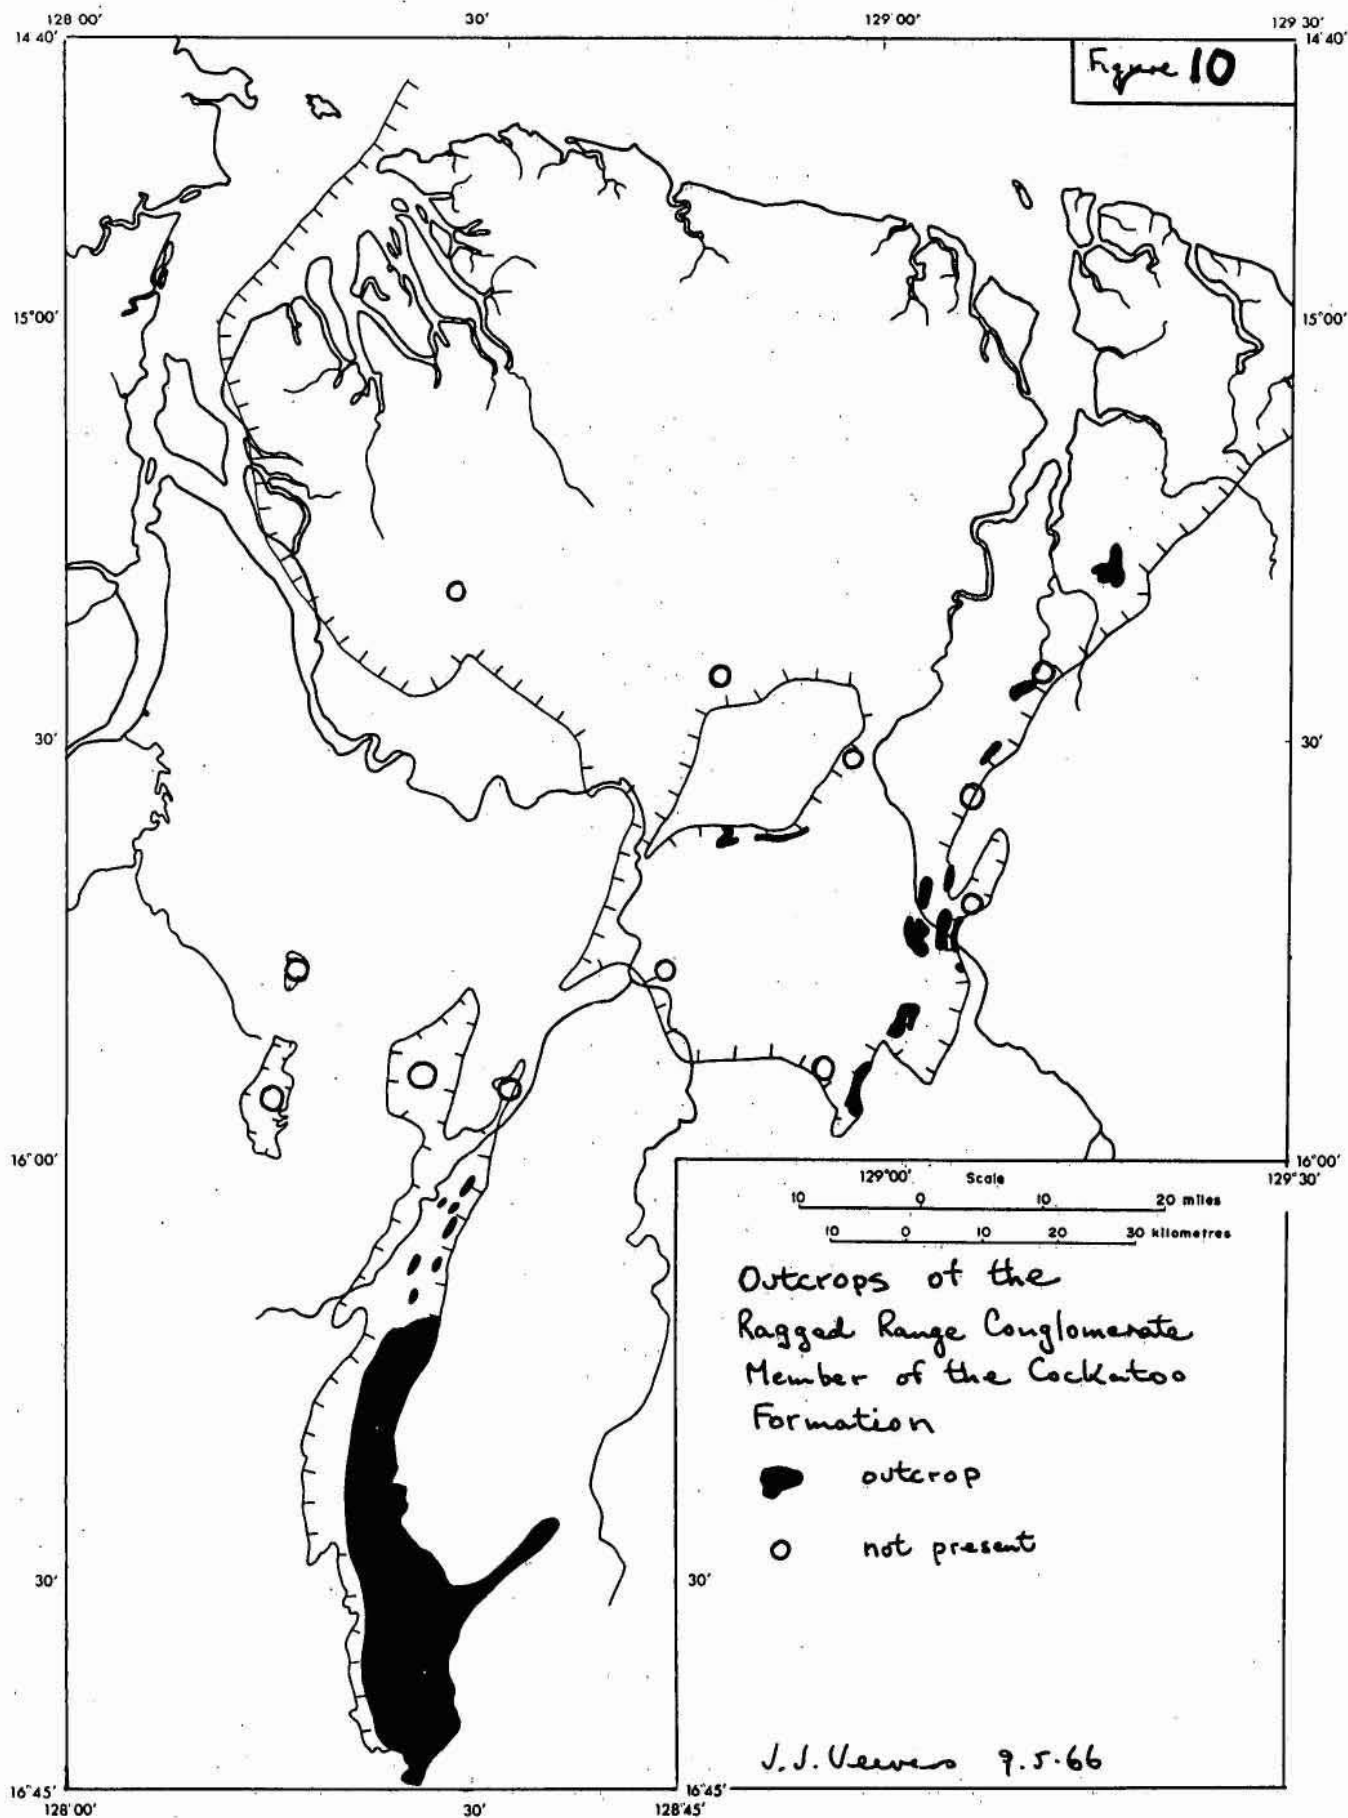 128 00' 30' 129 00' 129 30'
14 40' 14 40'
Figure 10
15°00' 15°00'
30' 30'
16°00' 16°00'
129°00' Scale 129°30'
10 0 10 20 miles
10 0 10 20 30 kilometres
Outcrops of the
Ragged Range Conglomerate
Member of the Cockatoo
Formation
outcrop
not present
30' 30'
J.J. Veevers 9.5.66
16°45' 16°45'
128°00' 30' 128°45'